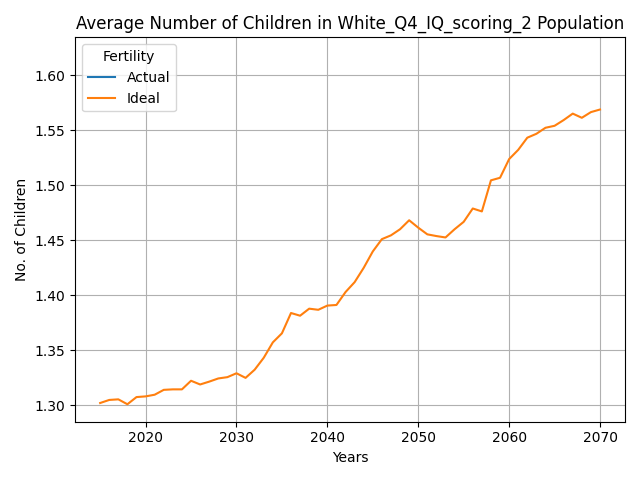 Average Number of Children in White_Q4_IQ_scoring_2 Population
Fertility
Actual
Ideal
1.60
1.55
1.50
1.45
1.40
1.35
1.30
No. of Children
2020 2030 2040 2050 2060 2070
Years